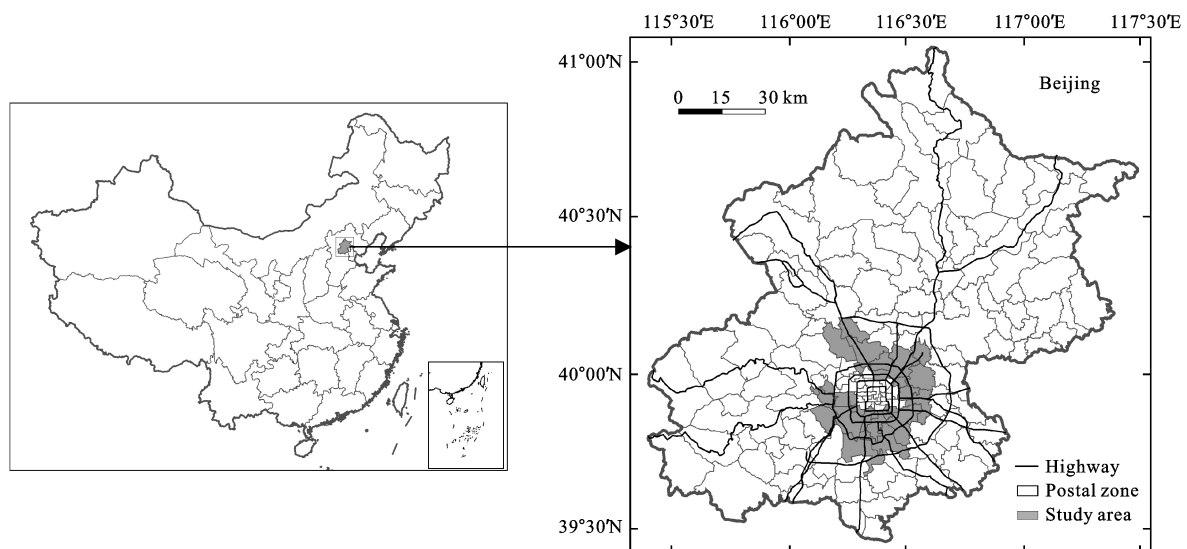 115°30′E 116°00′E 116°30′E 117°00′E 117°30′E
41°00′N
Beijing
0 15 30 km
40°30′N
40°00′N
Highway
Postal zone
Study area
39°30′N